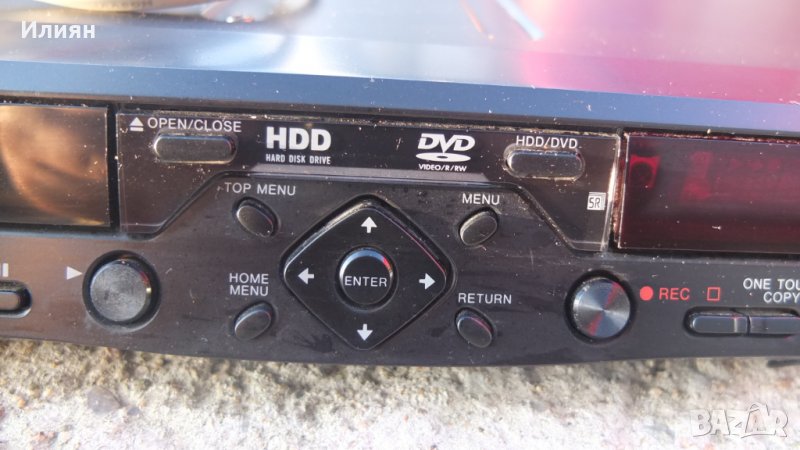 Илиян
OPEN/CLOSE
HDD
HARD DISK DRIVE
DVD
VIDEO/R/RW
HDD/DVD
SR
TOP MENU
MENU
HOME
MENU
ENTER
RETURN
REC
ONE TOU
COPY
BAZAR